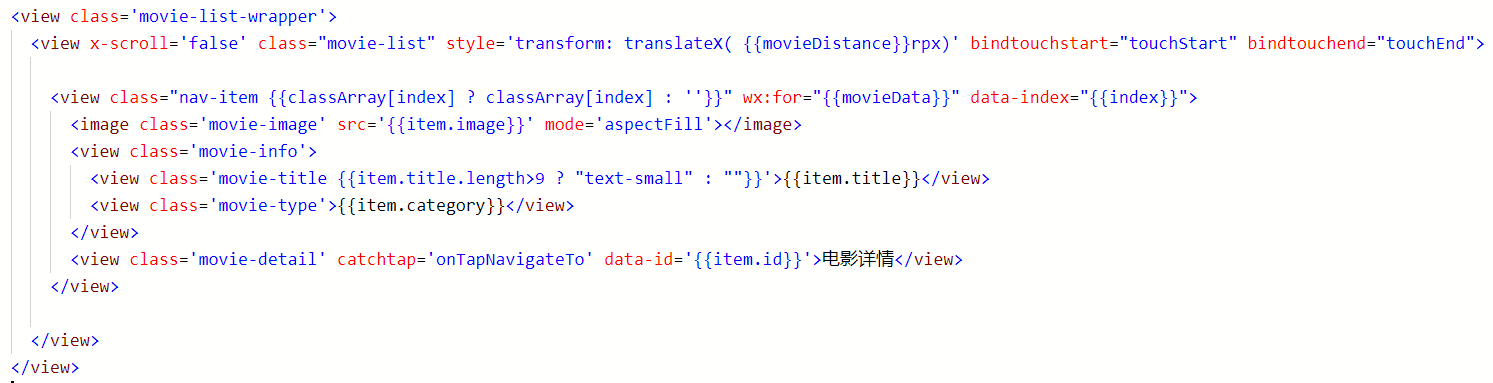 <view class='movie-list-wrapper'>
<view x-scroll='false' class="movie-list" style='transform: translateX( {{movieDistance}}rpx)' bindtouchstart="touchStart" bindtouchend="touchEnd">
<view class="nav-item {{classArray[index] ? classArray[index] : ''}}" wx:for="{{movieData}}" data-index="{{index}}">
<image class='movie-image' src='{{item.image}}' mode='aspectFill'></image>
<view class='movie-info'>
<view class='movie-title {{item.title.length>9 ? "text-small" : ""}}'>{{item.title}}</view>
<view class='movie-type'>{{item.category}}</view>
</view>
<view class='movie-detail' catchtap='onTapNavigateTo' data-id='{{item.id}}'>电影详情</view>
</view>
</view>
</view>